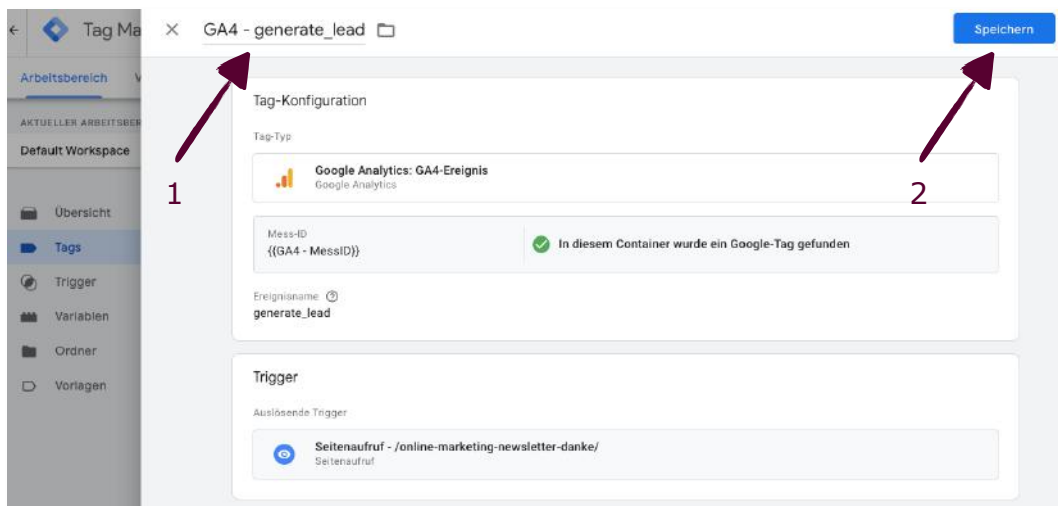 Tag Ma
GA4 - generate_lead
Speichern
Arbeitsbereich V
AKTUELLER ARBEITSBER
Default Workspace
Übersicht
Tags
Trigger
Variablen
Ordner
Vorlagen
1
2
Tag-Konfiguration
Tag-Typ
Google Analytics: GA4-Ereignis
Google Analytics
Mess-ID
{{GA4 - MessID}}
In diesem Container wurde ein Google-Tag gefunden
Ereignisname
generate_lead
Trigger
Auslösende Trigger
Seitenaufruf - /online-marketing-newsletter-danke/
Seitenaufruf